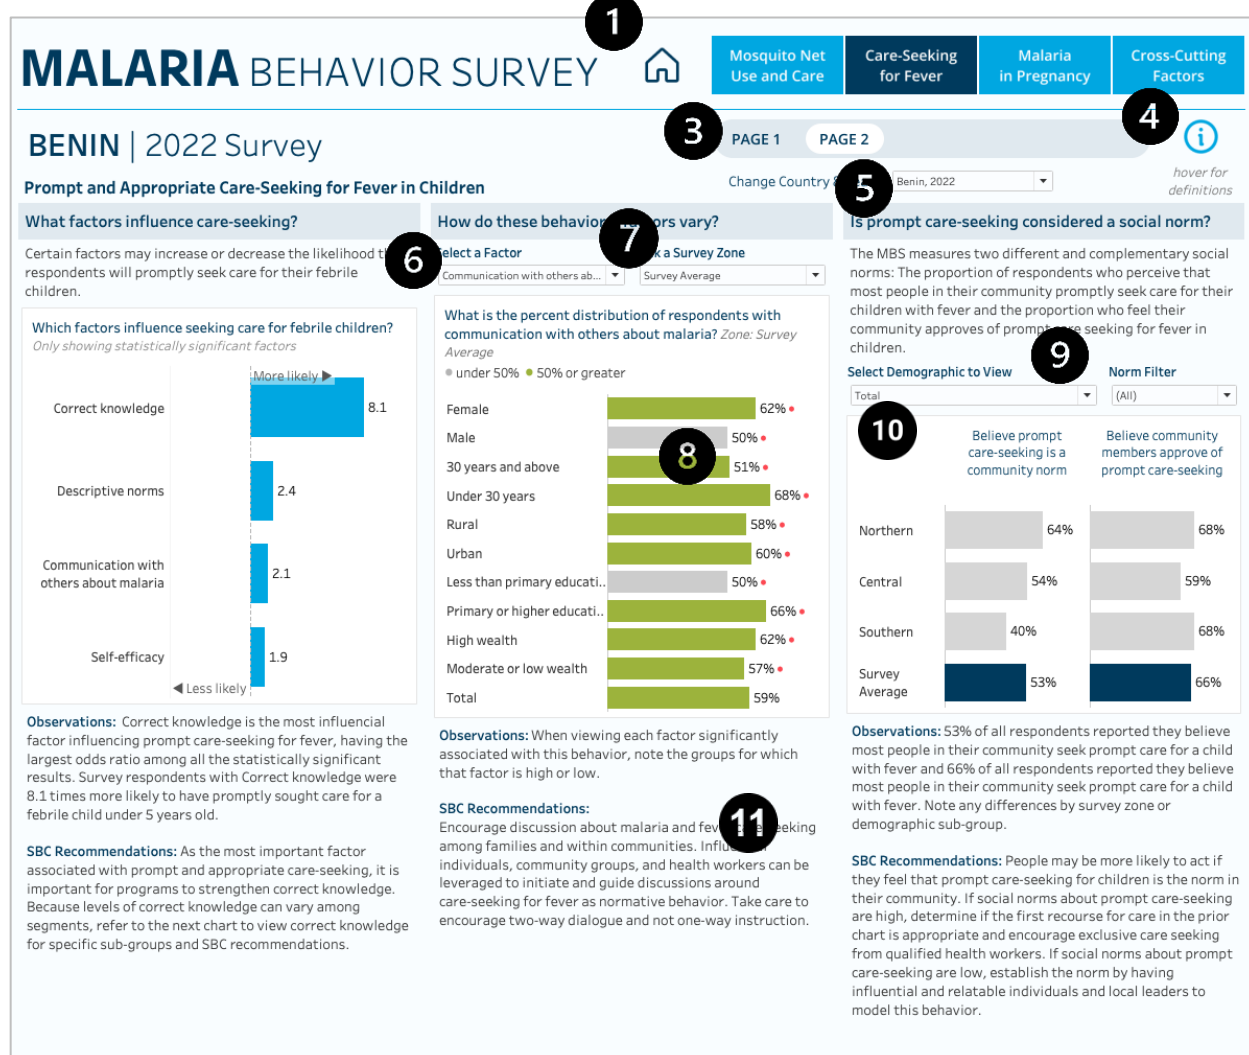 1
MALARIA BEHAVIOR SURVEY
Mosquito Net
Use and Care
Care-Seeking
for Fever
Malaria
in Pregnancy
Cross-Cutting
Factors
BENIN | 2022 Survey
3
PAGE 1
PAGE 2
4
hover for
definitions
Change Country
5
Benin, 2022
Prompt and Appropriate Care-Seeking for Fever in Children
What factors influence care-seeking?
Certain factors may increase or decrease the likelihood
respondents will promptly seek care for their febrile
children.
Which factors influence seeking care for febrile children?
Only showing statistically significant factors
More likely ▶
Correct knowledge
8.1
Descriptive norms
2.4
Communication with
others about malaria
2.1
Self-efficacy
1.9
◀ Less likely
Observations: Correct knowledge is the most influential
factor influencing prompt care-seeking for fever, having the
largest odds ratio among all the statistically significant
results. Survey respondents with Correct knowledge were
8.1 times more likely to have promptly sought care for a
febrile child under 5 years old.
SBC Recommendations: As the most important factor
associated with prompt and appropriate care-seeking, it is
important for programs to strengthen correct knowledge.
Because levels of correct knowledge can vary among
segments, refer to the next chart to view correct knowledge
for specific sub-groups and SBC recommendations.
How do these behavior vary?
6
7
Select a Factor
a Survey Zone
Communication with others ab...
Survey Average
What is the percent distribution of respondents with
communication with others about malaria? Zone: Survey
Average
under 50% 50% or greater
Female 62%
Male 50%
8
30 years and above 51%
Under 30 years 68%
Rural 58%
Urban 60%
Less than primary educati.. 50%
Primary or higher educati.. 66%
High wealth 62%
Moderate or low wealth 57%
Total 59%
Observations: When viewing each factor significantly
associated with this behavior, note the groups for which
that factor is high or low.
SBC Recommendations:
11
Encourage discussion about malaria and seeking
among families and within communities.
individuals, community groups, and health workers can be
leveraged to initiate and guide discussions around
care-seeking for fever as normative behavior. Take care to
encourage two-way dialogue and not one-way instruction.
Is prompt care-seeking considered a social norm?
The MBS measures two different and complementary social
norms: The proportion of respondents who perceive that
most people in their community promptly seek care for their
children with fever and the proportion who feel their
community approves of prompt care seeking for fever in
children.
9
Select Demographic to View
Norm Filter
Total
(All)
10
Believe prompt
care-seeking is a
community norm
Believe community
members approve of
prompt care-seeking
Northern 64% 68%
Central 54% 59%
Southern 40% 68%
Survey
Average 53% 66%
Observations: 53% of all respondents reported they believe
most people in their community seek prompt care for a child
with fever and 66% of all respondents reported they believe
most people in their community seek prompt care for a child
with fever. Note any differences by survey zone or
demographic sub-group.
SBC Recommendations: People may be more likely to act if
they feel that prompt care-seeking for children is the norm in
their community. If social norms about prompt care-seeking
are high, determine if the first recourse for care in the prior
chart is appropriate and encourage exclusive care seeking
from qualified health workers. If social norms about prompt
care-seeking are low, establish the norm by having
influential and relatable individuals and local leaders to
model this behavior.